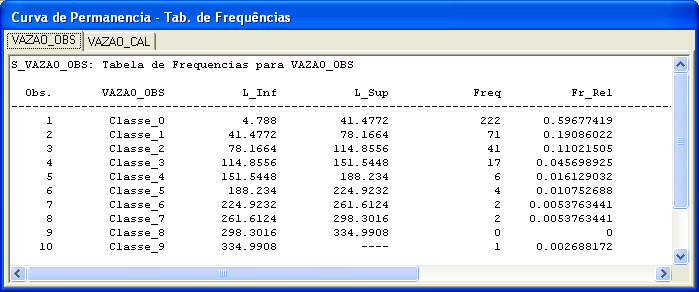 Curva de Permanencia - Tab. de Frequências
VAZAO_OBS VAZAO_CAL
S_VAZAO_OBS: Tabela de Frequencias para VAZAO_OBS
Obs. VAZAO_OBS L_Inf L_Sup Freq Fr_Rel
1 Classe_0 4.788 41.4772 222 0.59677419
2 Classe_1 41.4772 78.1664 71 0.19086022
3 Classe_2 78.1664 114.8556 41 0.11021505
4 Classe_3 114.8556 151.5448 17 0.045698925
5 Classe_4 151.5448 188.234 6 0.016129032
6 Classe_5 188.234 224.9232 4 0.010752688
7 Classe_6 224.9232 261.6124 2 0.0053763441
8 Classe_7 261.6124 298.3016 2 0.0053763441
9 Classe_8 298.3016 334.9908 0 0
10 Classe_9 334.9908 ---- 1 0.002688172